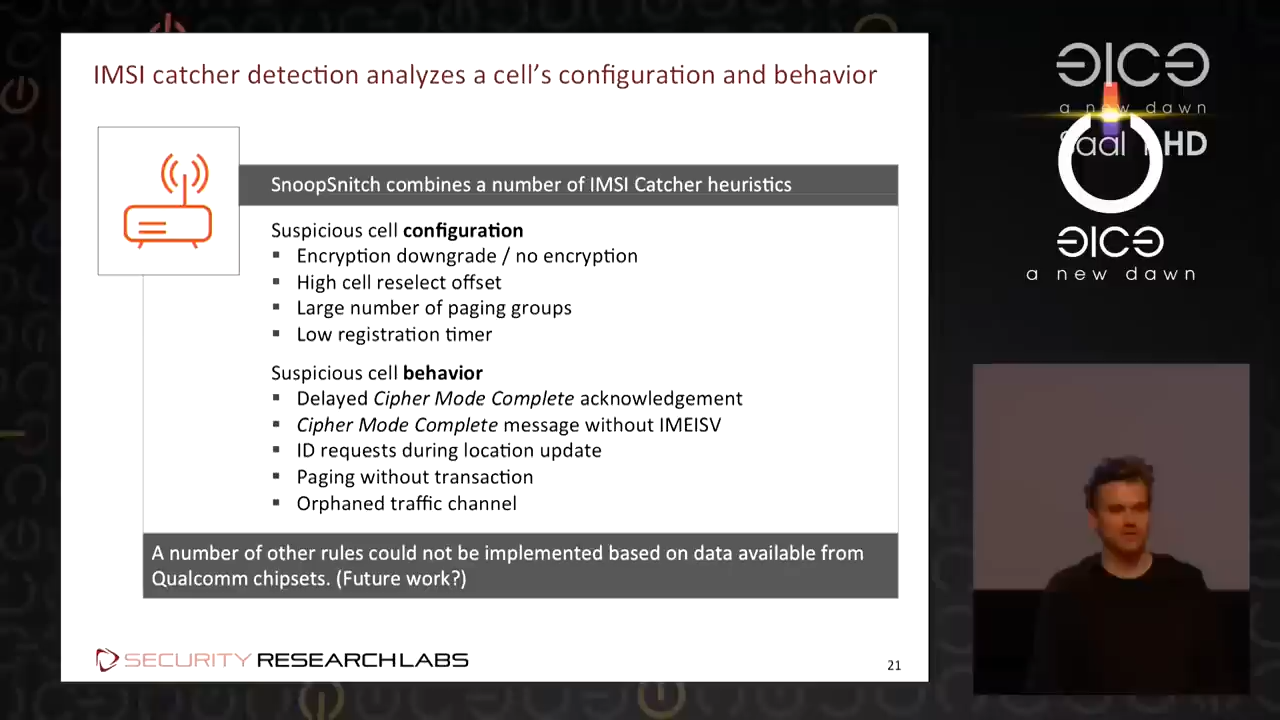 IMSI catcher detection analyzes a cell's configuration and behavior
SnoopSnitch combines a number of IMSI Catcher heuristics
Suspicious cell configuration
▪ Encryption downgrade / no encryption
▪ High cell reselect offset
▪ Large number of paging groups
▪ Low registration timer
Suspicious cell behavior
▪ Delayed Cipher Mode Complete acknowledgement
▪ Cipher Mode Complete message without IMEISV
▪ ID requests during location update
▪ Paging without transaction
▪ Orphaned traffic channel
A number of other rules could not be implemented based on data available from
Qualcomm chipsets. (Future work?)
SECURITY RESEARCH LABS
21
a new dawn
Saal HD
a new dawn